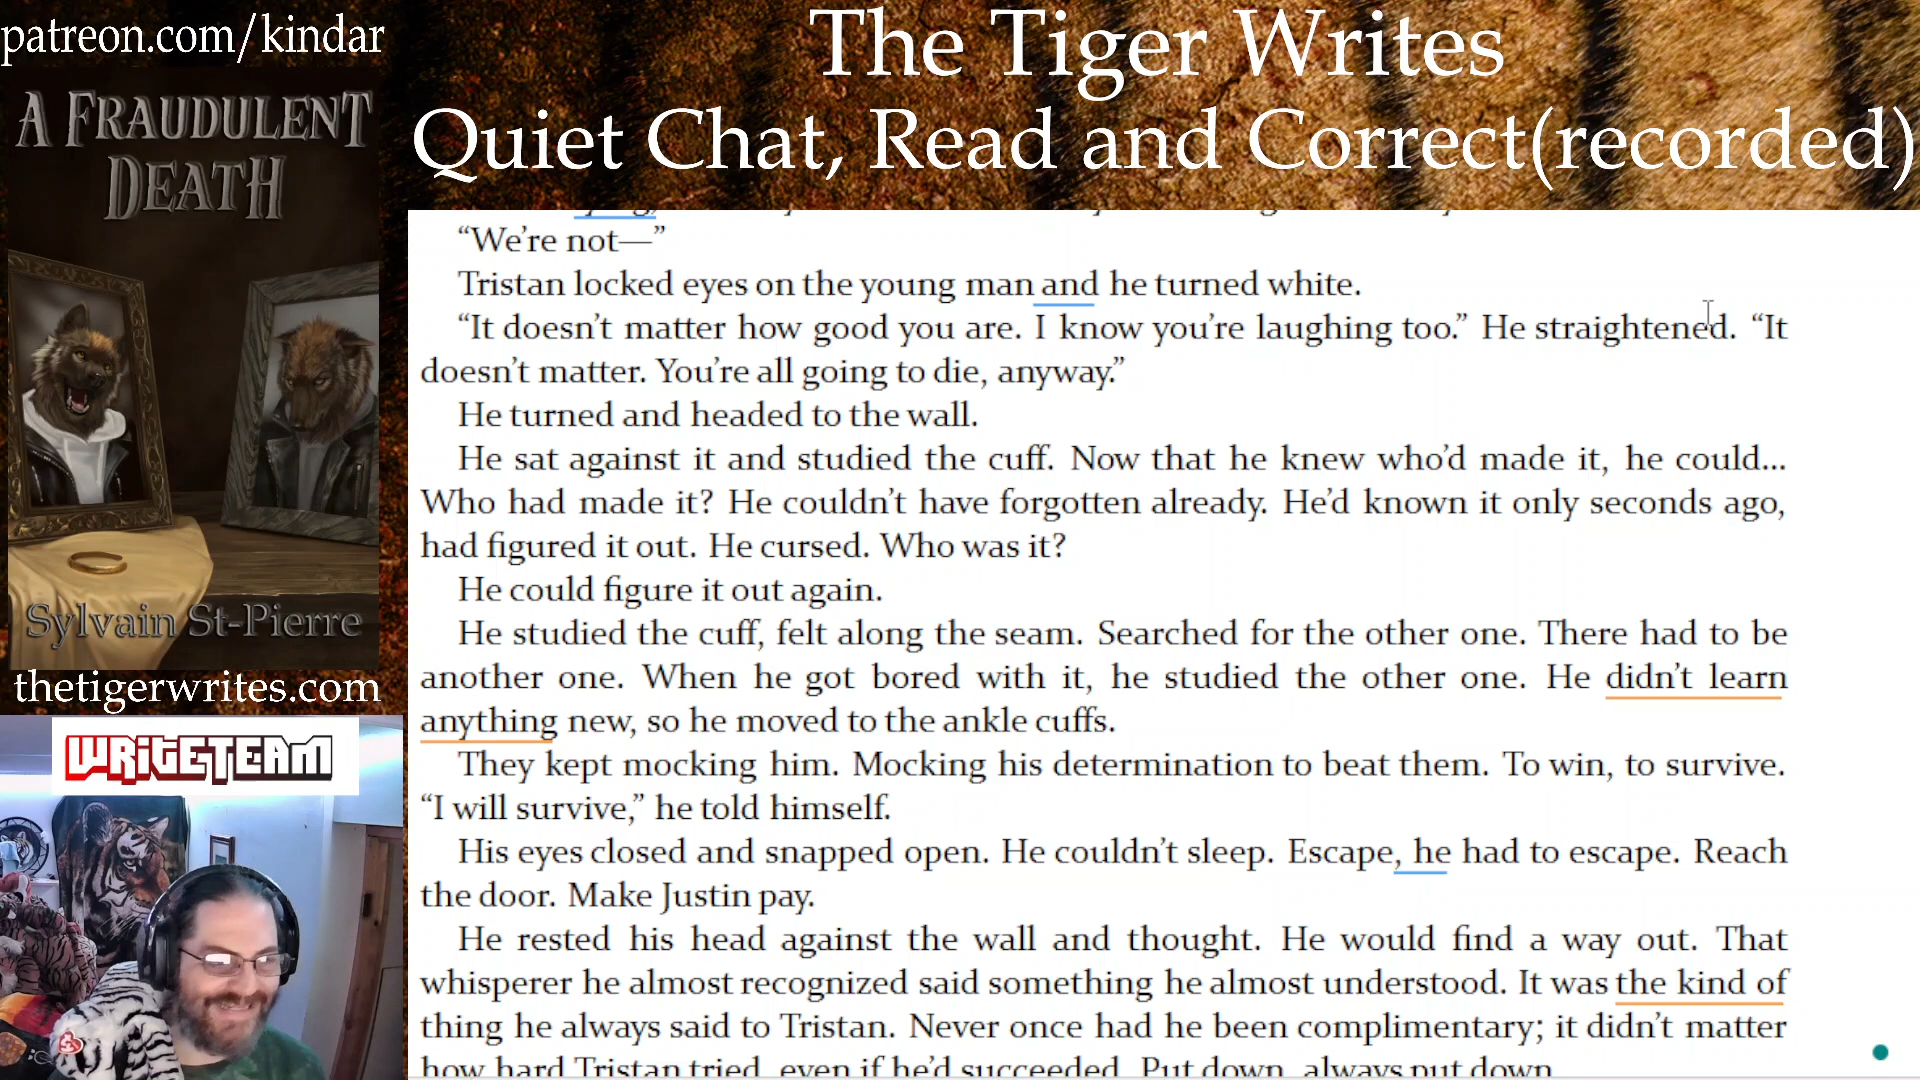 patreon.com/kindar
A FRAUDULENT
DEATH
Sylvain St-Pierre
thetigerwrites.com
WRITETEAM
The Tiger Writes
Quiet Chat, Read and Correct(recorded)
“We’re not—”
Tristan locked eyes on the young man and he turned white.
“It doesn’t matter how good you are. I know you’re laughing too.” He straightened. “It
doesn’t matter. You’re all going to die, anyway.”
He turned and headed to the wall.
He sat against it and studied the cuff. Now that he knew who’d made it, he could...
Who had made it? He couldn’t have forgotten already. He’d known it only seconds ago,
had figured it out. He cursed. Who was it?
He could figure it out again.
He studied the cuff, felt along the seam. Searched for the other one. There had to be
another one. When he got bored with it, he studied the other one. He didn’t learn
anything new, so he moved to the ankle cuffs.
They kept mocking him. Mocking his determination to beat them. To win, to survive.
“I will survive,” he told himself.
His eyes closed and snapped open. He couldn’t sleep. Escape, he had to escape. Reach
the door. Make Justin pay.
He rested his head against the wall and thought. He would find a way out. That
whisperer he almost recognized said something he almost understood. It was the kind of
thing he always said to Tristan. Never once had he been complimentary; it didn’t matter
how hard Tristan tried, even if he’d succeeded. Put down, always put down.